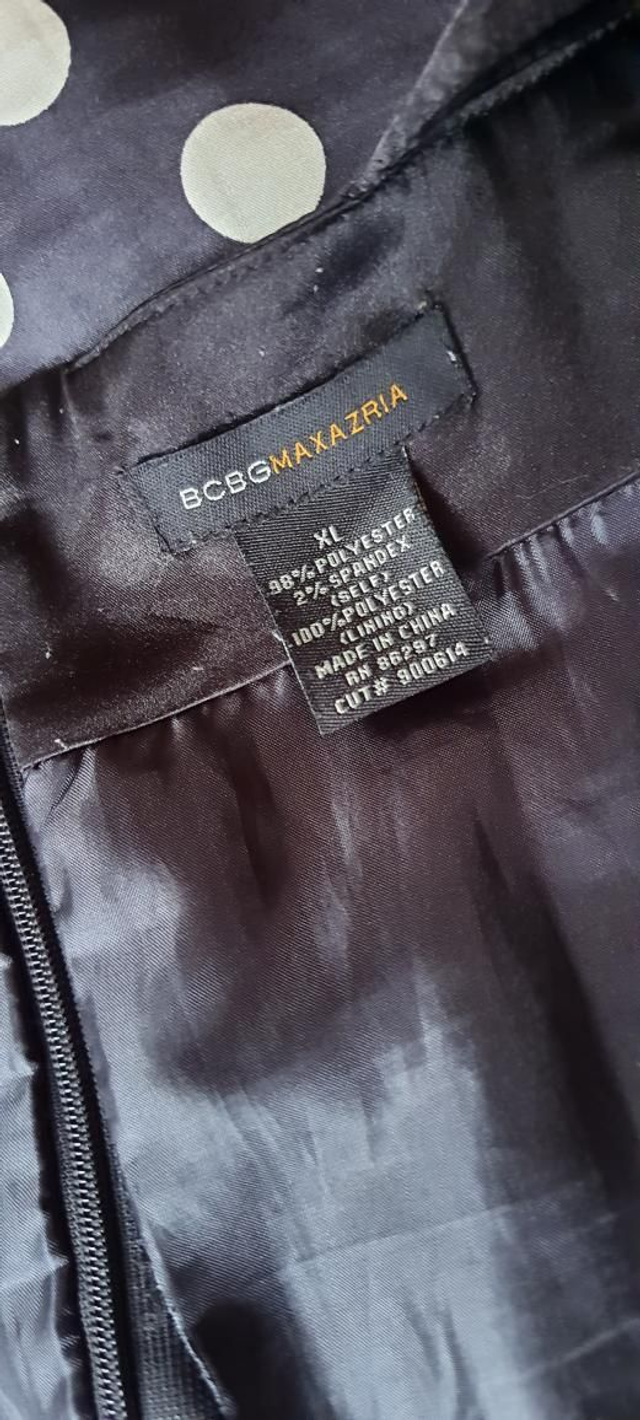 BCBGMAXAZRIA
XL
98% POLYESTER
2% SPANDEX
(SELF)
100% POLYESTER
(LINING)
MADE IN CHINA
RN 86297
CUT# 900614